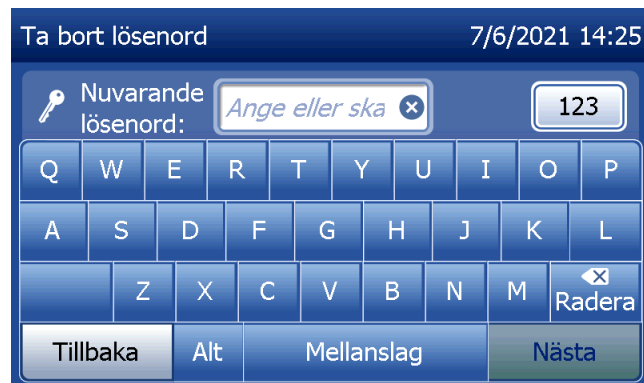 Ta bort lösenord 7/6/2021 14:25
Nuvarande
lösenord:
Ange eller ska
123
Q W E R T Y U I O P
A S D F G H J K L
Z X C V B N M Radera
Tillbaka Alt Mellanslag Nästa